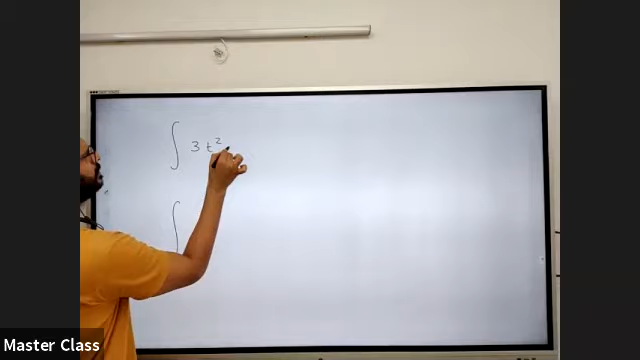 ∫ 3 t²
∫
Master Class